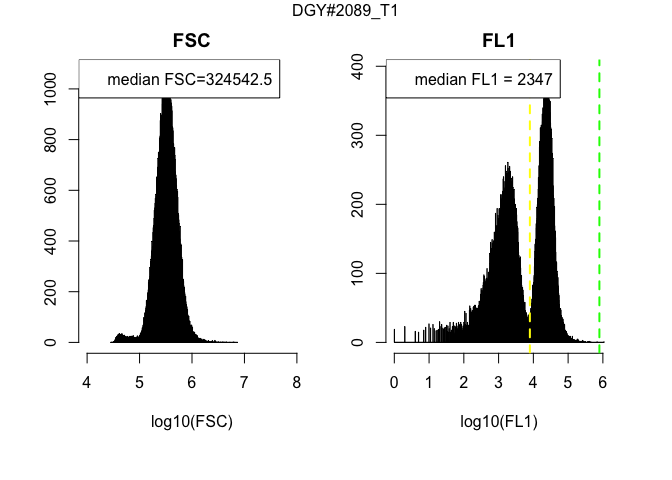 DGY#2089_T1
FSC
median FSC=324542.5
0 200 400 600 800 1000
4 5 6 7 8
log10(FSC)
FL1
median FL1 = 2347
0 100 200 300 400
0 1 2 3 4 5 6
log10(FL1)